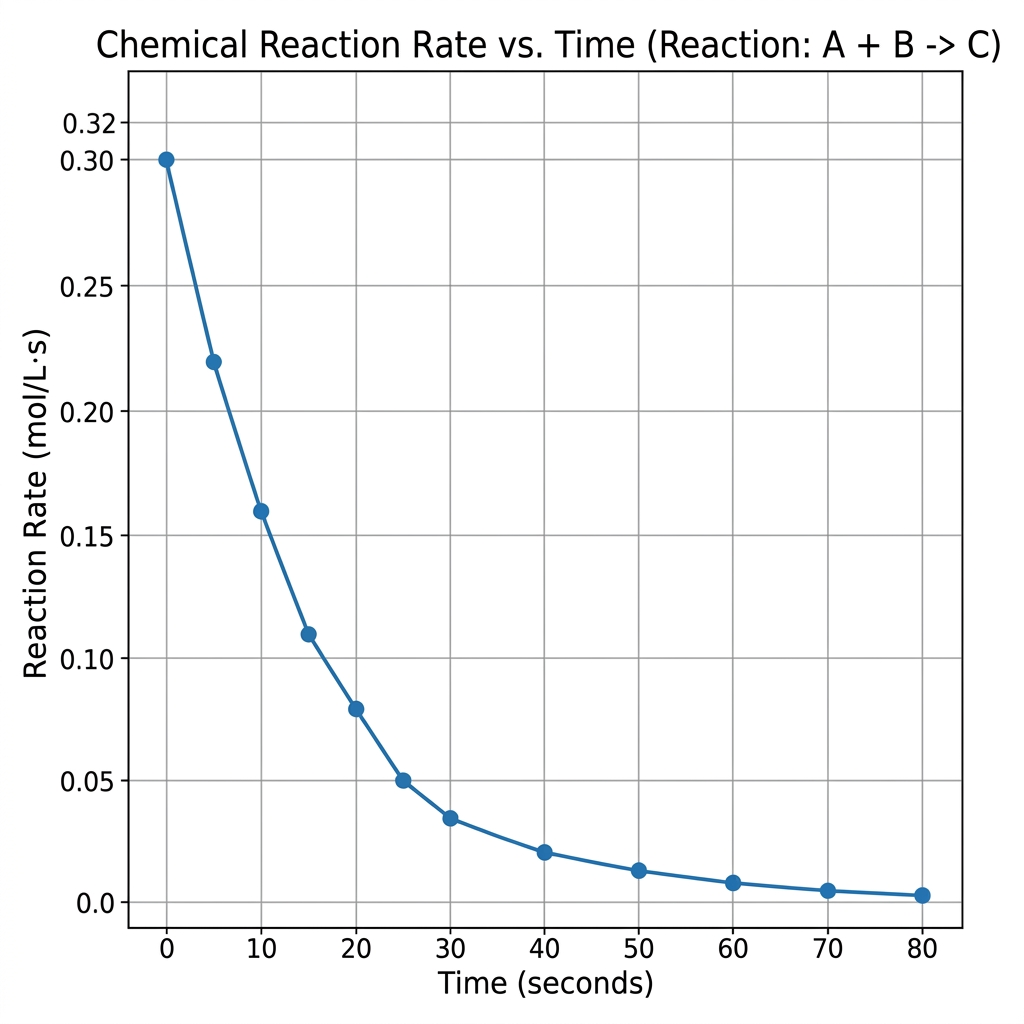 Chemical Reaction Rate vs. Time (Reaction: A + B -> C)
0.32
0.30
0.25
0.20
0.15
0.10
0.05
0.0
Reaction Rate (mol/L·s)
0 10 20 30 40 50 60 70 80
Time (seconds)